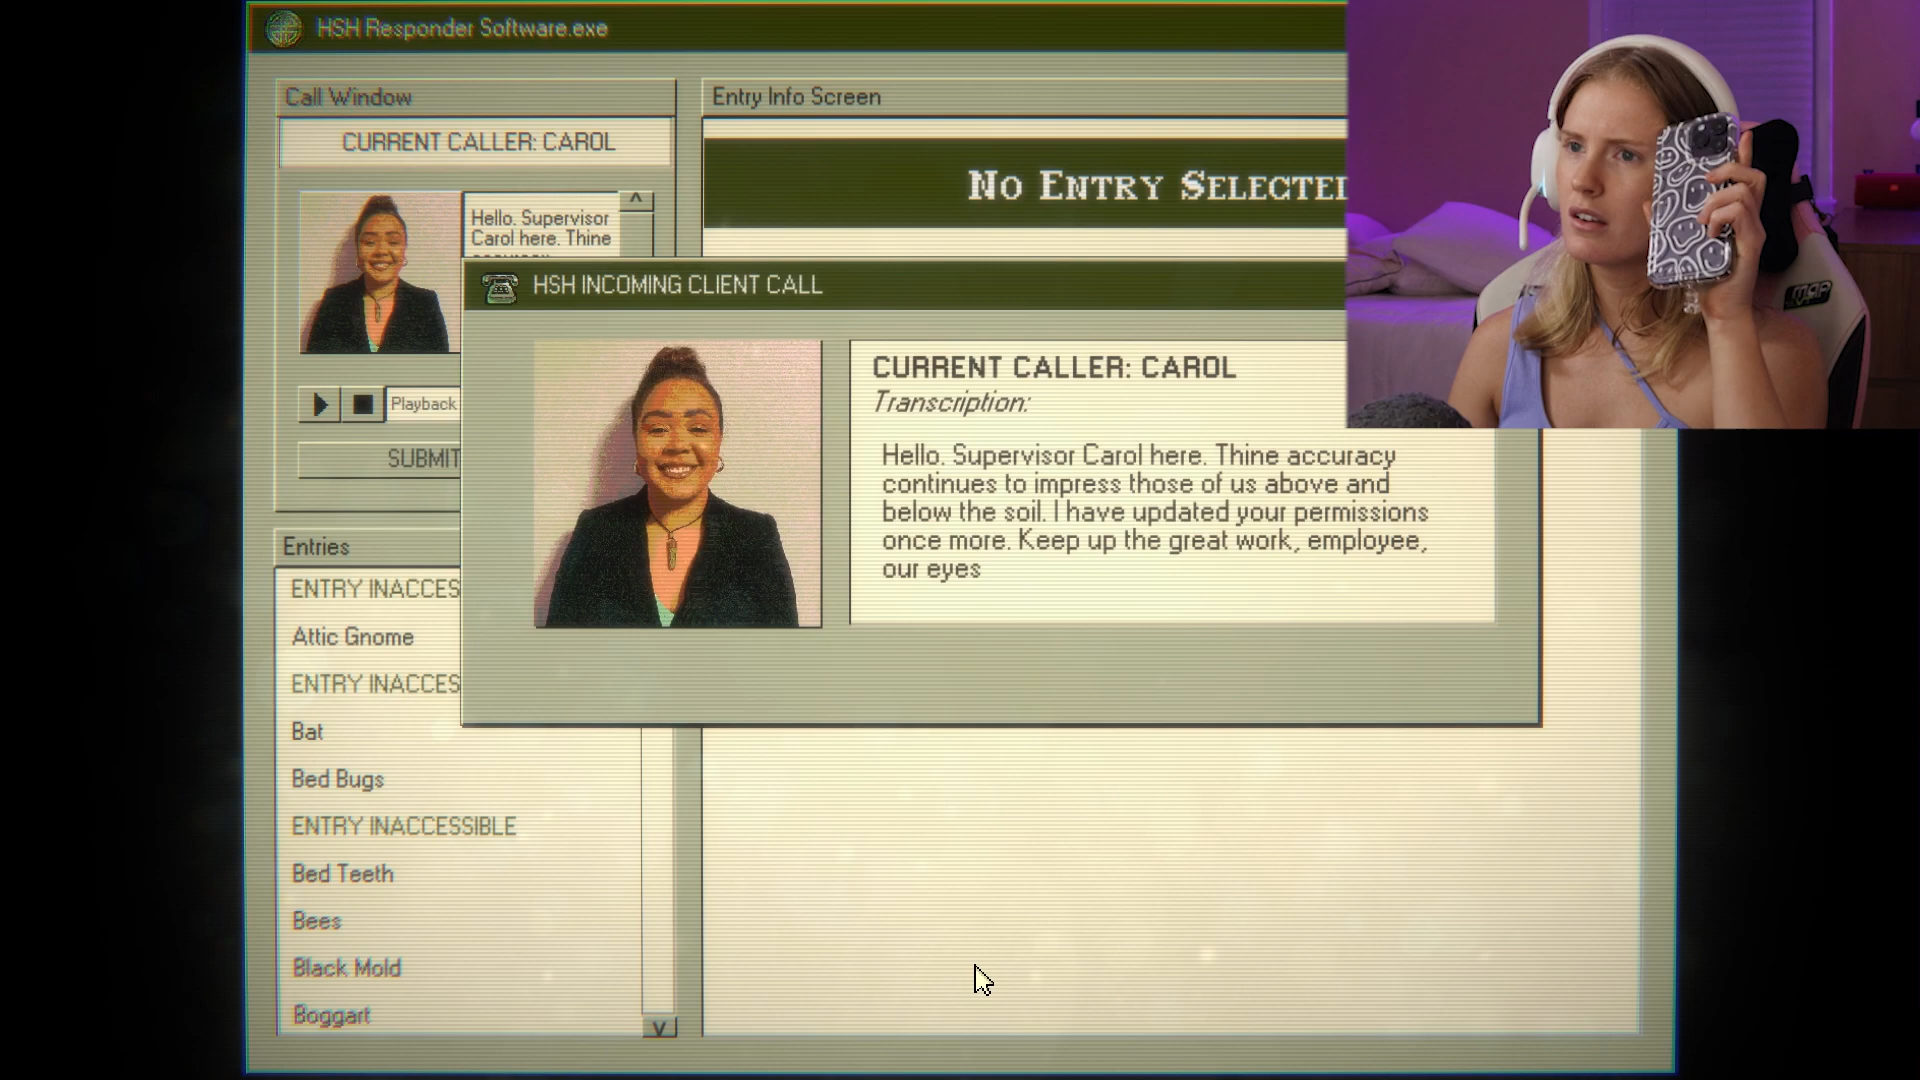 HSH Responder Software.exe
Call Window
CURRENT CALLER: CAROL
Hello. Supervisor
Carol here. Thine
Playback
SUBMIT
Entries
ENTRY INACCES
Attic Gnome
ENTRY INACCES
Bat
Bed Bugs
ENTRY INACCESSIBLE
Bed Teeth
Bees
Black Mold
Boggart
Entry Info Screen
NO ENTRY SELECTED
HSH INCOMING CLIENT CALL
CURRENT CALLER: CAROL
Transcription:
Hello. Supervisor Carol here. Thine accuracy
continues to impress those of us above and
below the soil. I have updated your permissions
once more. Keep up the great work, employee,
our eyes